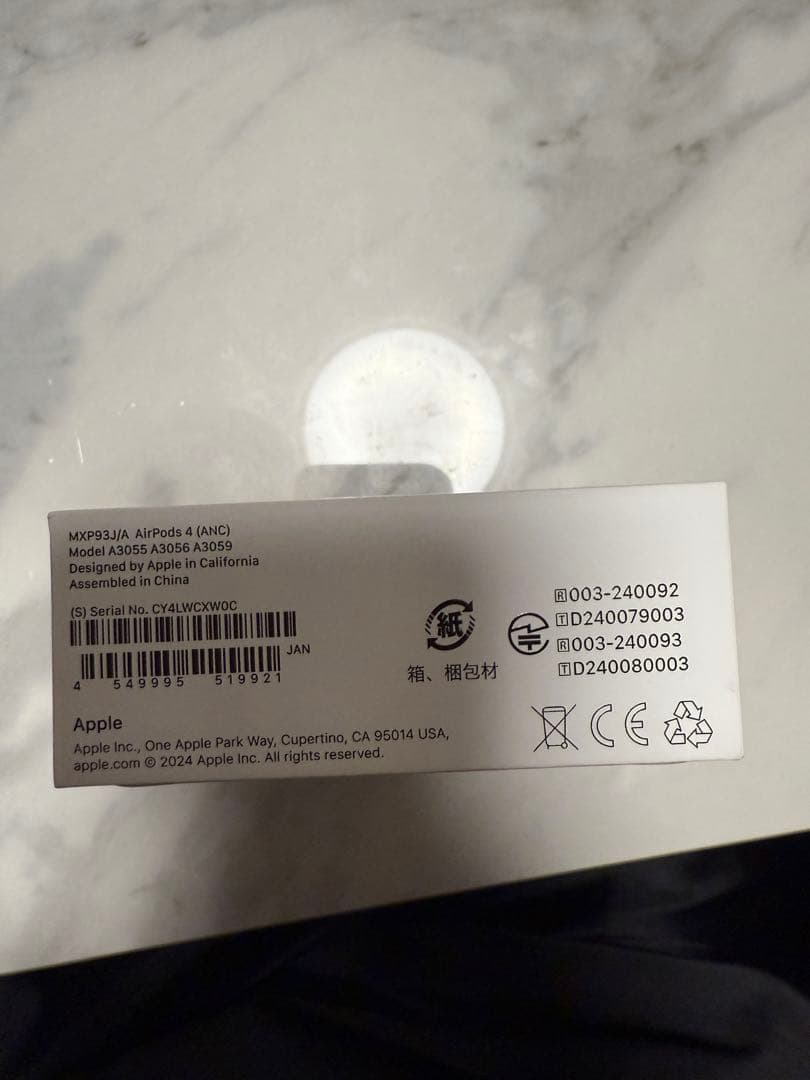 MXP93J/A AirPods 4 (ANC)
Model A3055 A3056 A3059
Designed by Apple in California
Assembled in China
(S) Serial No. CY4LWCXW0C
JAN
4 549995 519921
Apple
Apple Inc., One Apple Park Way, Cupertino, CA 95014 USA,
apple.com © 2024 Apple Inc. All rights reserved.
紙
箱、梱包材
🅁003-240092
🅃D240079003
🅁003-240093
🅃D240080003
CE